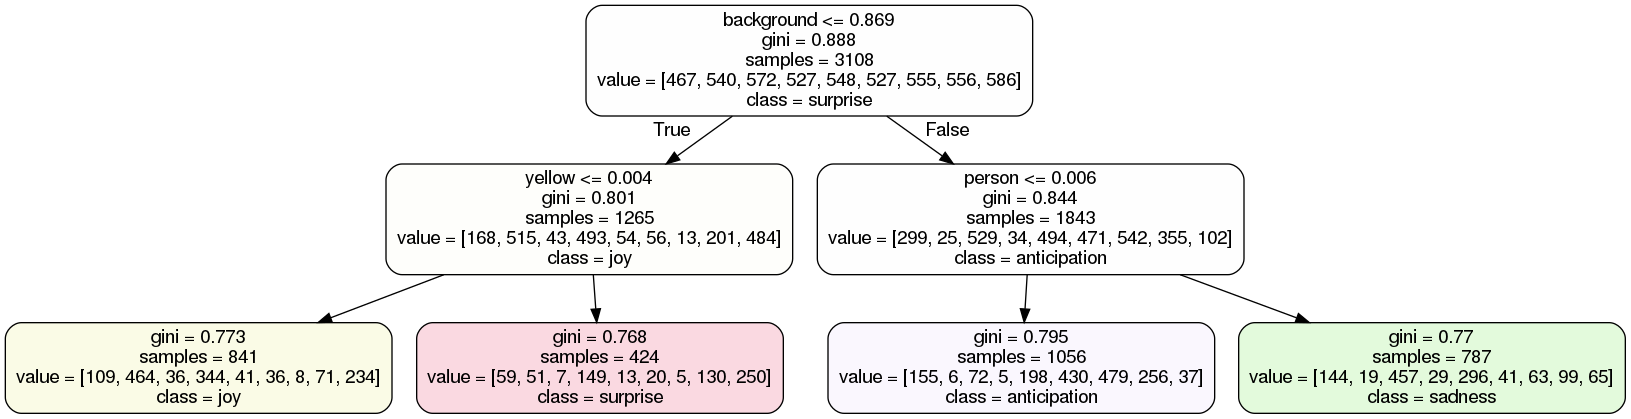 background <= 0.869
gini = 0.888
samples = 3108
value = [467, 540, 572, 527, 548, 527, 555, 556, 586]
class = surprise
True
False
yellow <= 0.004
gini = 0.801
samples = 1265
value = [168, 515, 43, 493, 54, 56, 13, 201, 484]
class = joy
person <= 0.006
gini = 0.844
samples = 1843
value = [299, 25, 529, 34, 494, 471, 542, 355, 102]
class = anticipation
gini = 0.773
samples = 841
value = [109, 464, 36, 344, 41, 36, 8, 71, 234]
class = joy
gini = 0.768
samples = 424
value = [59, 51, 7, 149, 13, 20, 5, 130, 250]
class = surprise
gini = 0.795
samples = 1056
value = [155, 6, 72, 5, 198, 430, 479, 256, 37]
class = anticipation
gini = 0.77
samples = 787
value = [144, 19, 457, 29, 296, 41, 63, 99, 65]
class = sadness